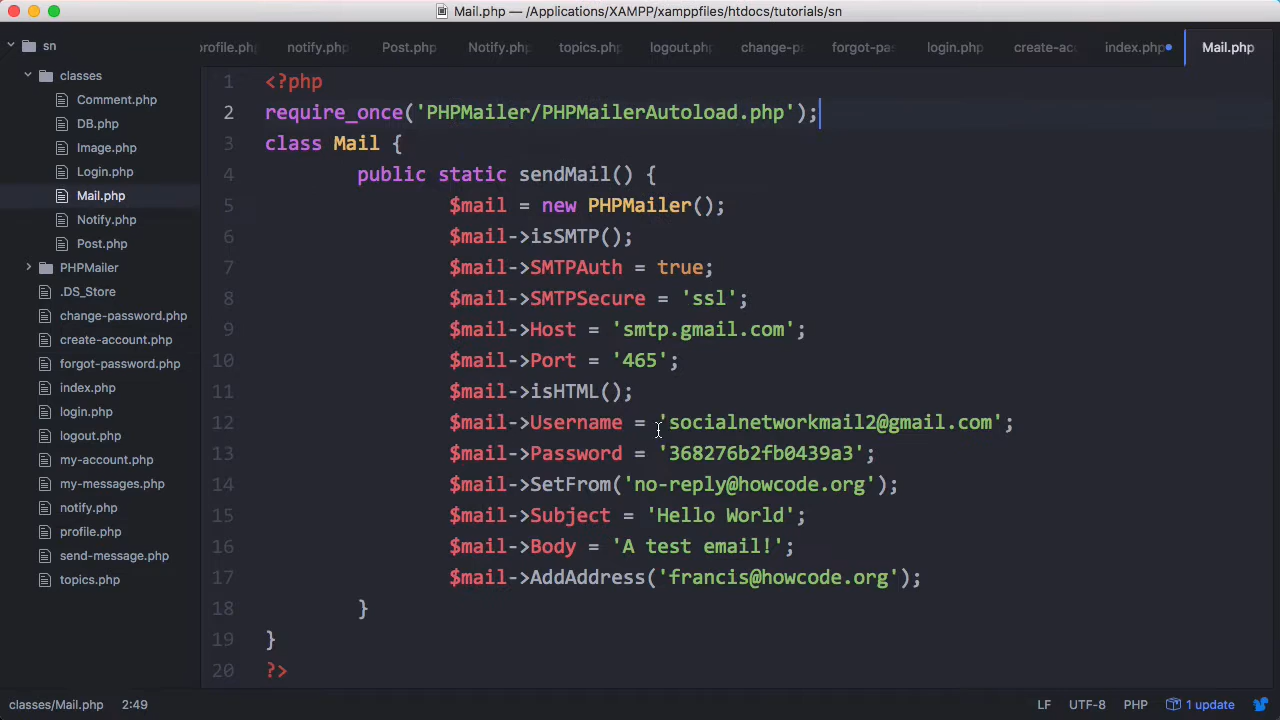 Mail.php — /Applications/XAMPP/xamppfiles/htdocs/tutorials/sn
sn
profile.ph
notify.php
Post.php
Notify.php
topics.php
logout.php
change-pa
forgot-pas
login.php
create-acc
index.php
Mail.php
classes
Comment.php
DB.php
Image.php
Login.php
Mail.php
Notify.php
Post.php
PHPMailer
.DS_Store
change-password.php
create-account.php
forgot-password.php
index.php
login.php
logout.php
my-account.php
my-messages.php
notify.php
profile.php
send-message.php
topics.php
1 <?php
2 require_once('PHPMailer/PHPMailerAutoload.php');
3 class Mail {
4 public static sendMail() {
5 $mail = new PHPMailer();
6 $mail->isSMTP();
7 $mail->SMTPAuth = true;
8 $mail->SMTPSecure = 'ssl';
9 $mail->Host = 'smtp.gmail.com';
10 $mail->Port = '465';
11 $mail->isHTML();
12 $mail->Username = 'socialnetworkmail2@gmail.com';
13 $mail->Password = '368276b2fb0439a3';
14 $mail->SetFrom('no-reply@howcode.org');
15 $mail->Subject = 'Hello World';
16 $mail->Body = 'A test email!';
17 $mail->AddAddress('francis@howcode.org');
18 }
19 }
20 ?>
classes/Mail.php 2:49
LF UTF-8 PHP 1 update